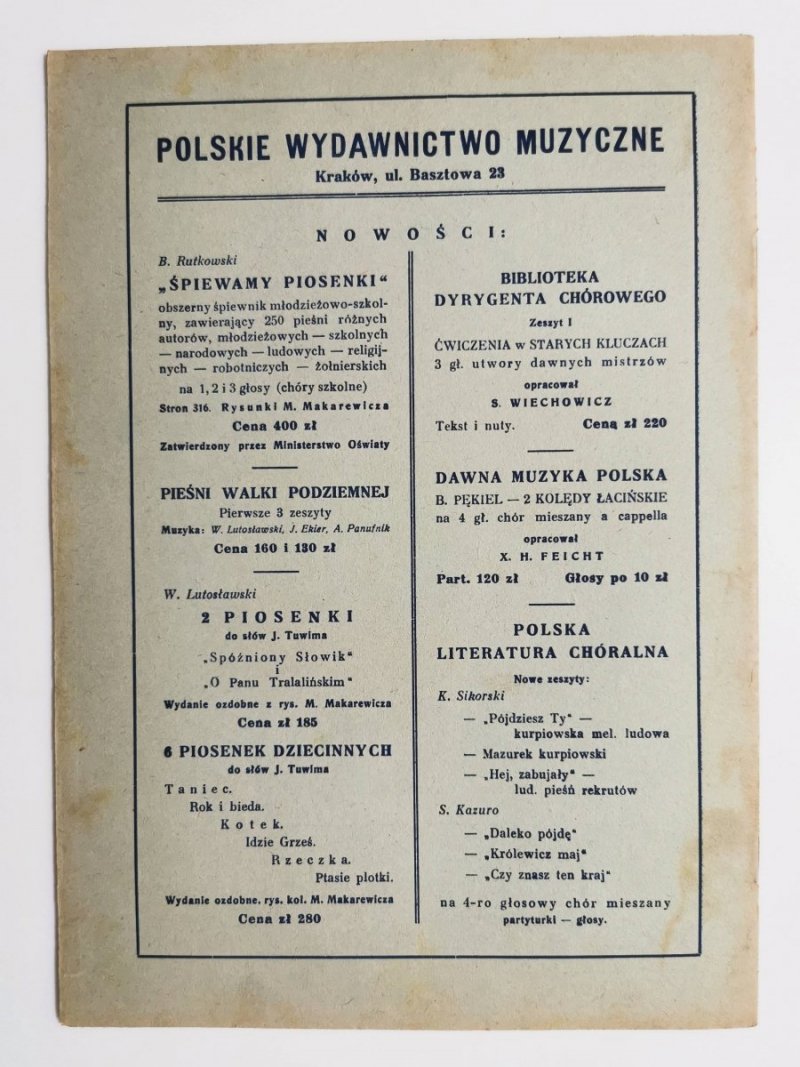 POLSKIE WYDAWNICTWO MUZYCZNE
Kraków, ul. Basztowa 23
NOWOŚCI:
B. Rutkowski
„ŚPIEWAMY PIOSENKI"
obszerny śpiewnik młodzieżowo-szkol-
ny, zawierający 250 pieśni różnych
autorów, młodzieżowych — szkolnych
— narodowych — ludowych — religij-
nych — robotniczych — żołnierskich
na 1, 2 i 3 głosy (chóry szkolne)
Stron 316. Rysunki M. Makarewicza
Cena 400 zł
Zatwierdzony przez Ministerstwo Oświaty
PIEŚNI WALKI PODZIEMNEJ
Pierwsze 3 zeszyty
Muzyka: W. Lutosławski, J. Ekier, A. Panufnik
Cena 160 i 130 zł
W. Lutosławski
2 PIOSENKI
do słów J. Tuwima
„Spóźniony Słowik"
i
„O Panu Tralalińskim"
Wydanie ozdobne z rys. M. Makarewicza
Cena zł 185
6 PIOSENEK DZIECINNYCH
do słów J. Tuwima
Taniec.
Rok i bieda.
Kotek.
Idzie Grześ.
Rzeczka.
Ptasie plotki.
Wydanie ozdobne, rys. kol. M. Makarewicza
Cena zł 280
BIBLIOTEKA
DYRYGENTA CHÓROWEGO
Zeszyt I
ĆWICZENIA w STARYCH KLUCZACH
3 gł. utwory dawnych mistrzów
opracował
S. WIECHOWICZ
Tekst i nuty. Ceną zł 220
DAWNA MUZYKA POLSKA
B. PĘKIEL — 2 KOLĘDY ŁACIŃSKIE
na 4 gł. chór mieszany a cappella
opracował
X. H. FEICHT
Part. 120 zł Głosy po 10 zł
POLSKA
LITERATURA CHÓRALNA
Nowe zeszyty:
K. Sikorski
— „Pójdziesz Ty" —
kurpiowska mel. ludowa
— Mazurek kurpiowski
— „Hej, zabujały" —
lud. pieśń rekrutów
S. Kazuro
— „Daleko pójdę"
— „Królewicz maj"
— „Czy znasz ten kraj"
na 4-ro głosowy chór mieszany
partyturki — głosy.